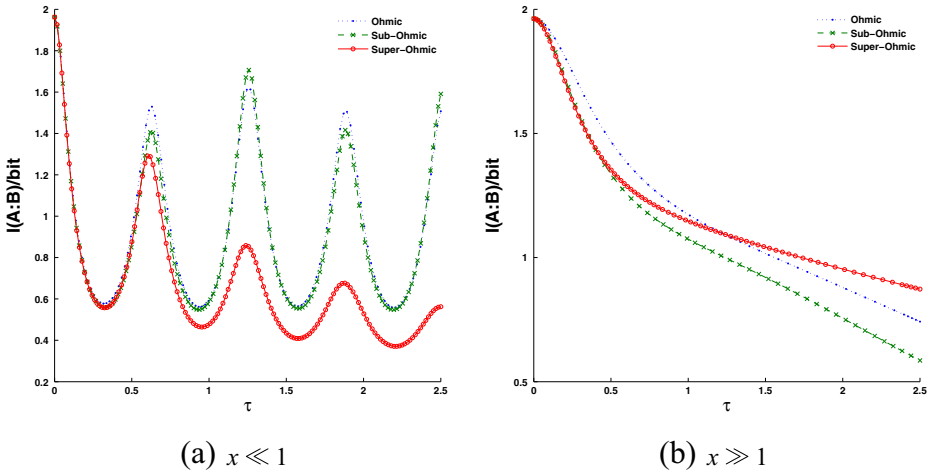 2
1.8
1.6
1.4
1.2
1
0.8
0.6
0.4
0.2
0
0.5
1
1.5
2
2.5
I(A:B)/bit
τ
Ohmic
Sub-Ohmic
Super-Ohmic
(a) x ≪ 1
2
1.5
1
0.5
0
0.5
1
1.5
2
2.5
I(A:B)/bit
τ
Ohmic
Sub-Ohmic
Super-Ohmic
(b) x ≫ 1